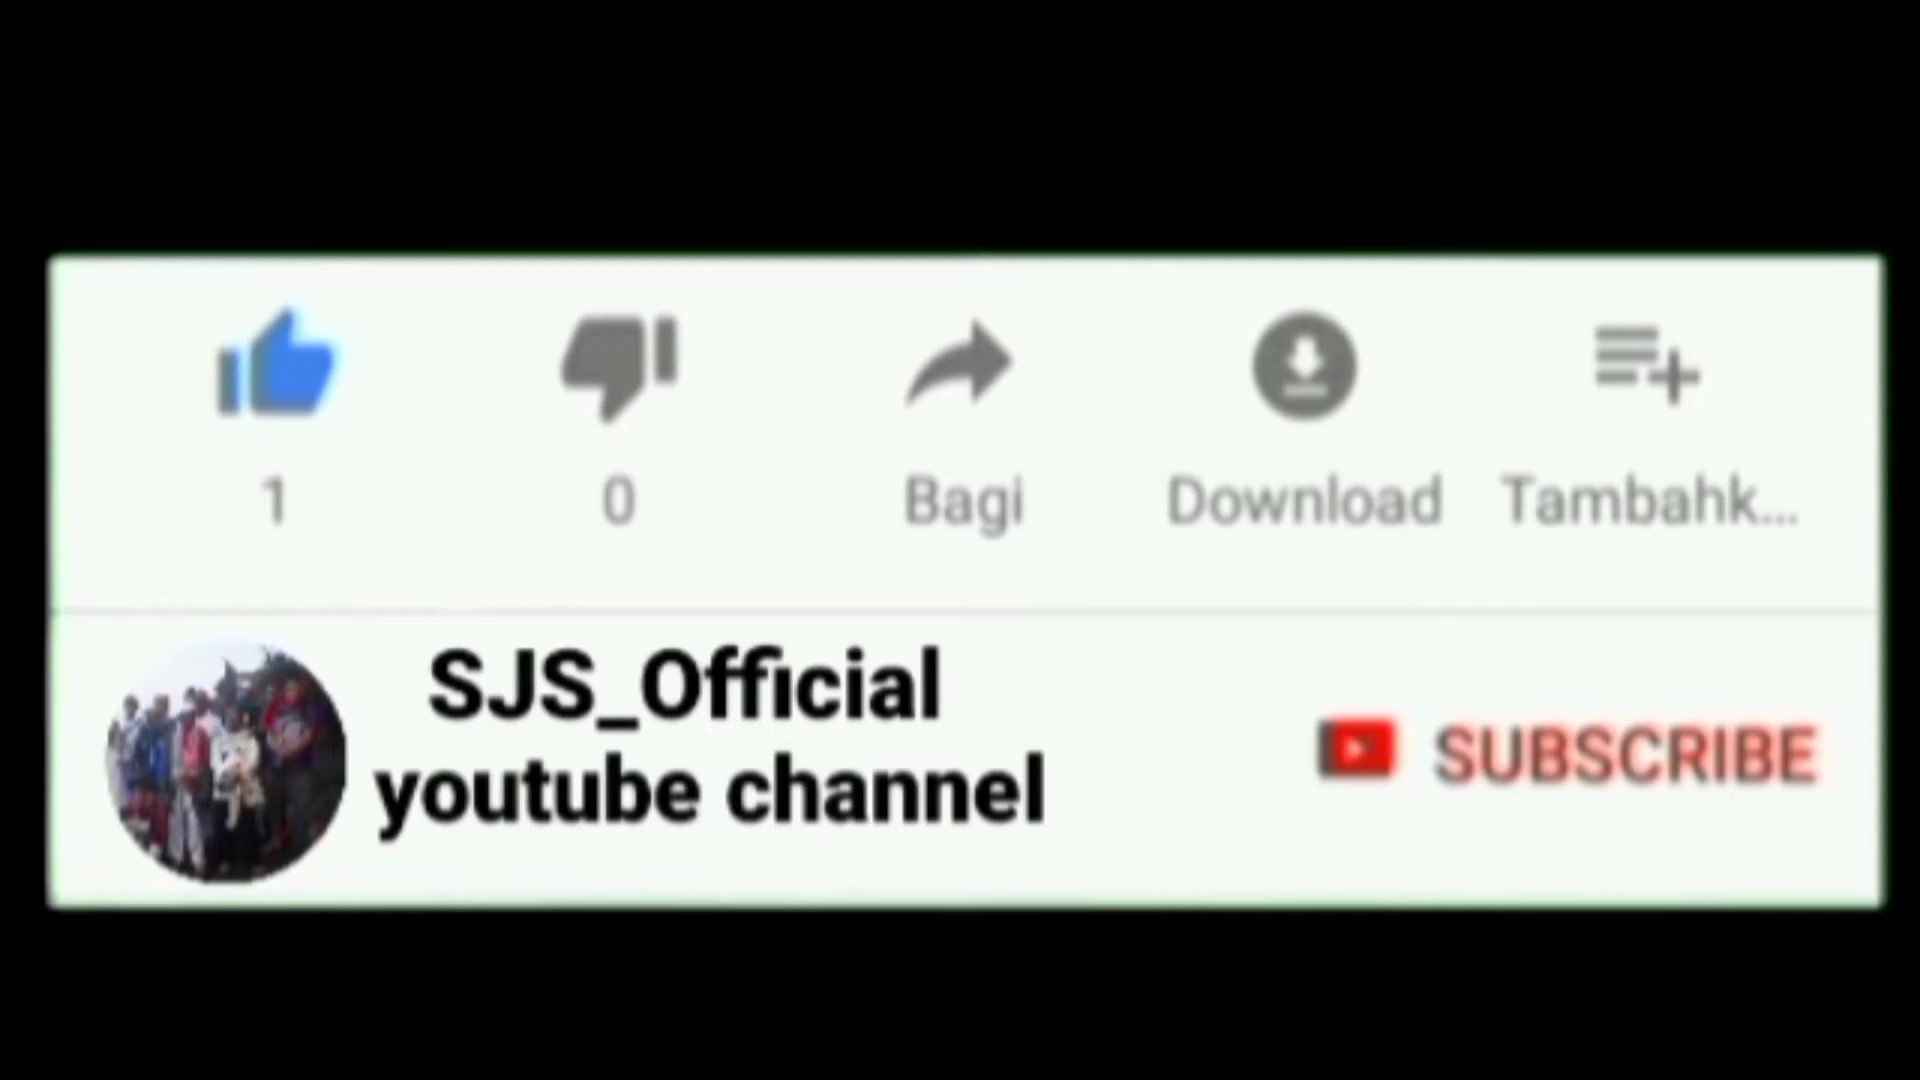 1
0
Bagi
Download
Tambahk...
SJS_Official
youtube channel
SUBSCRIBE